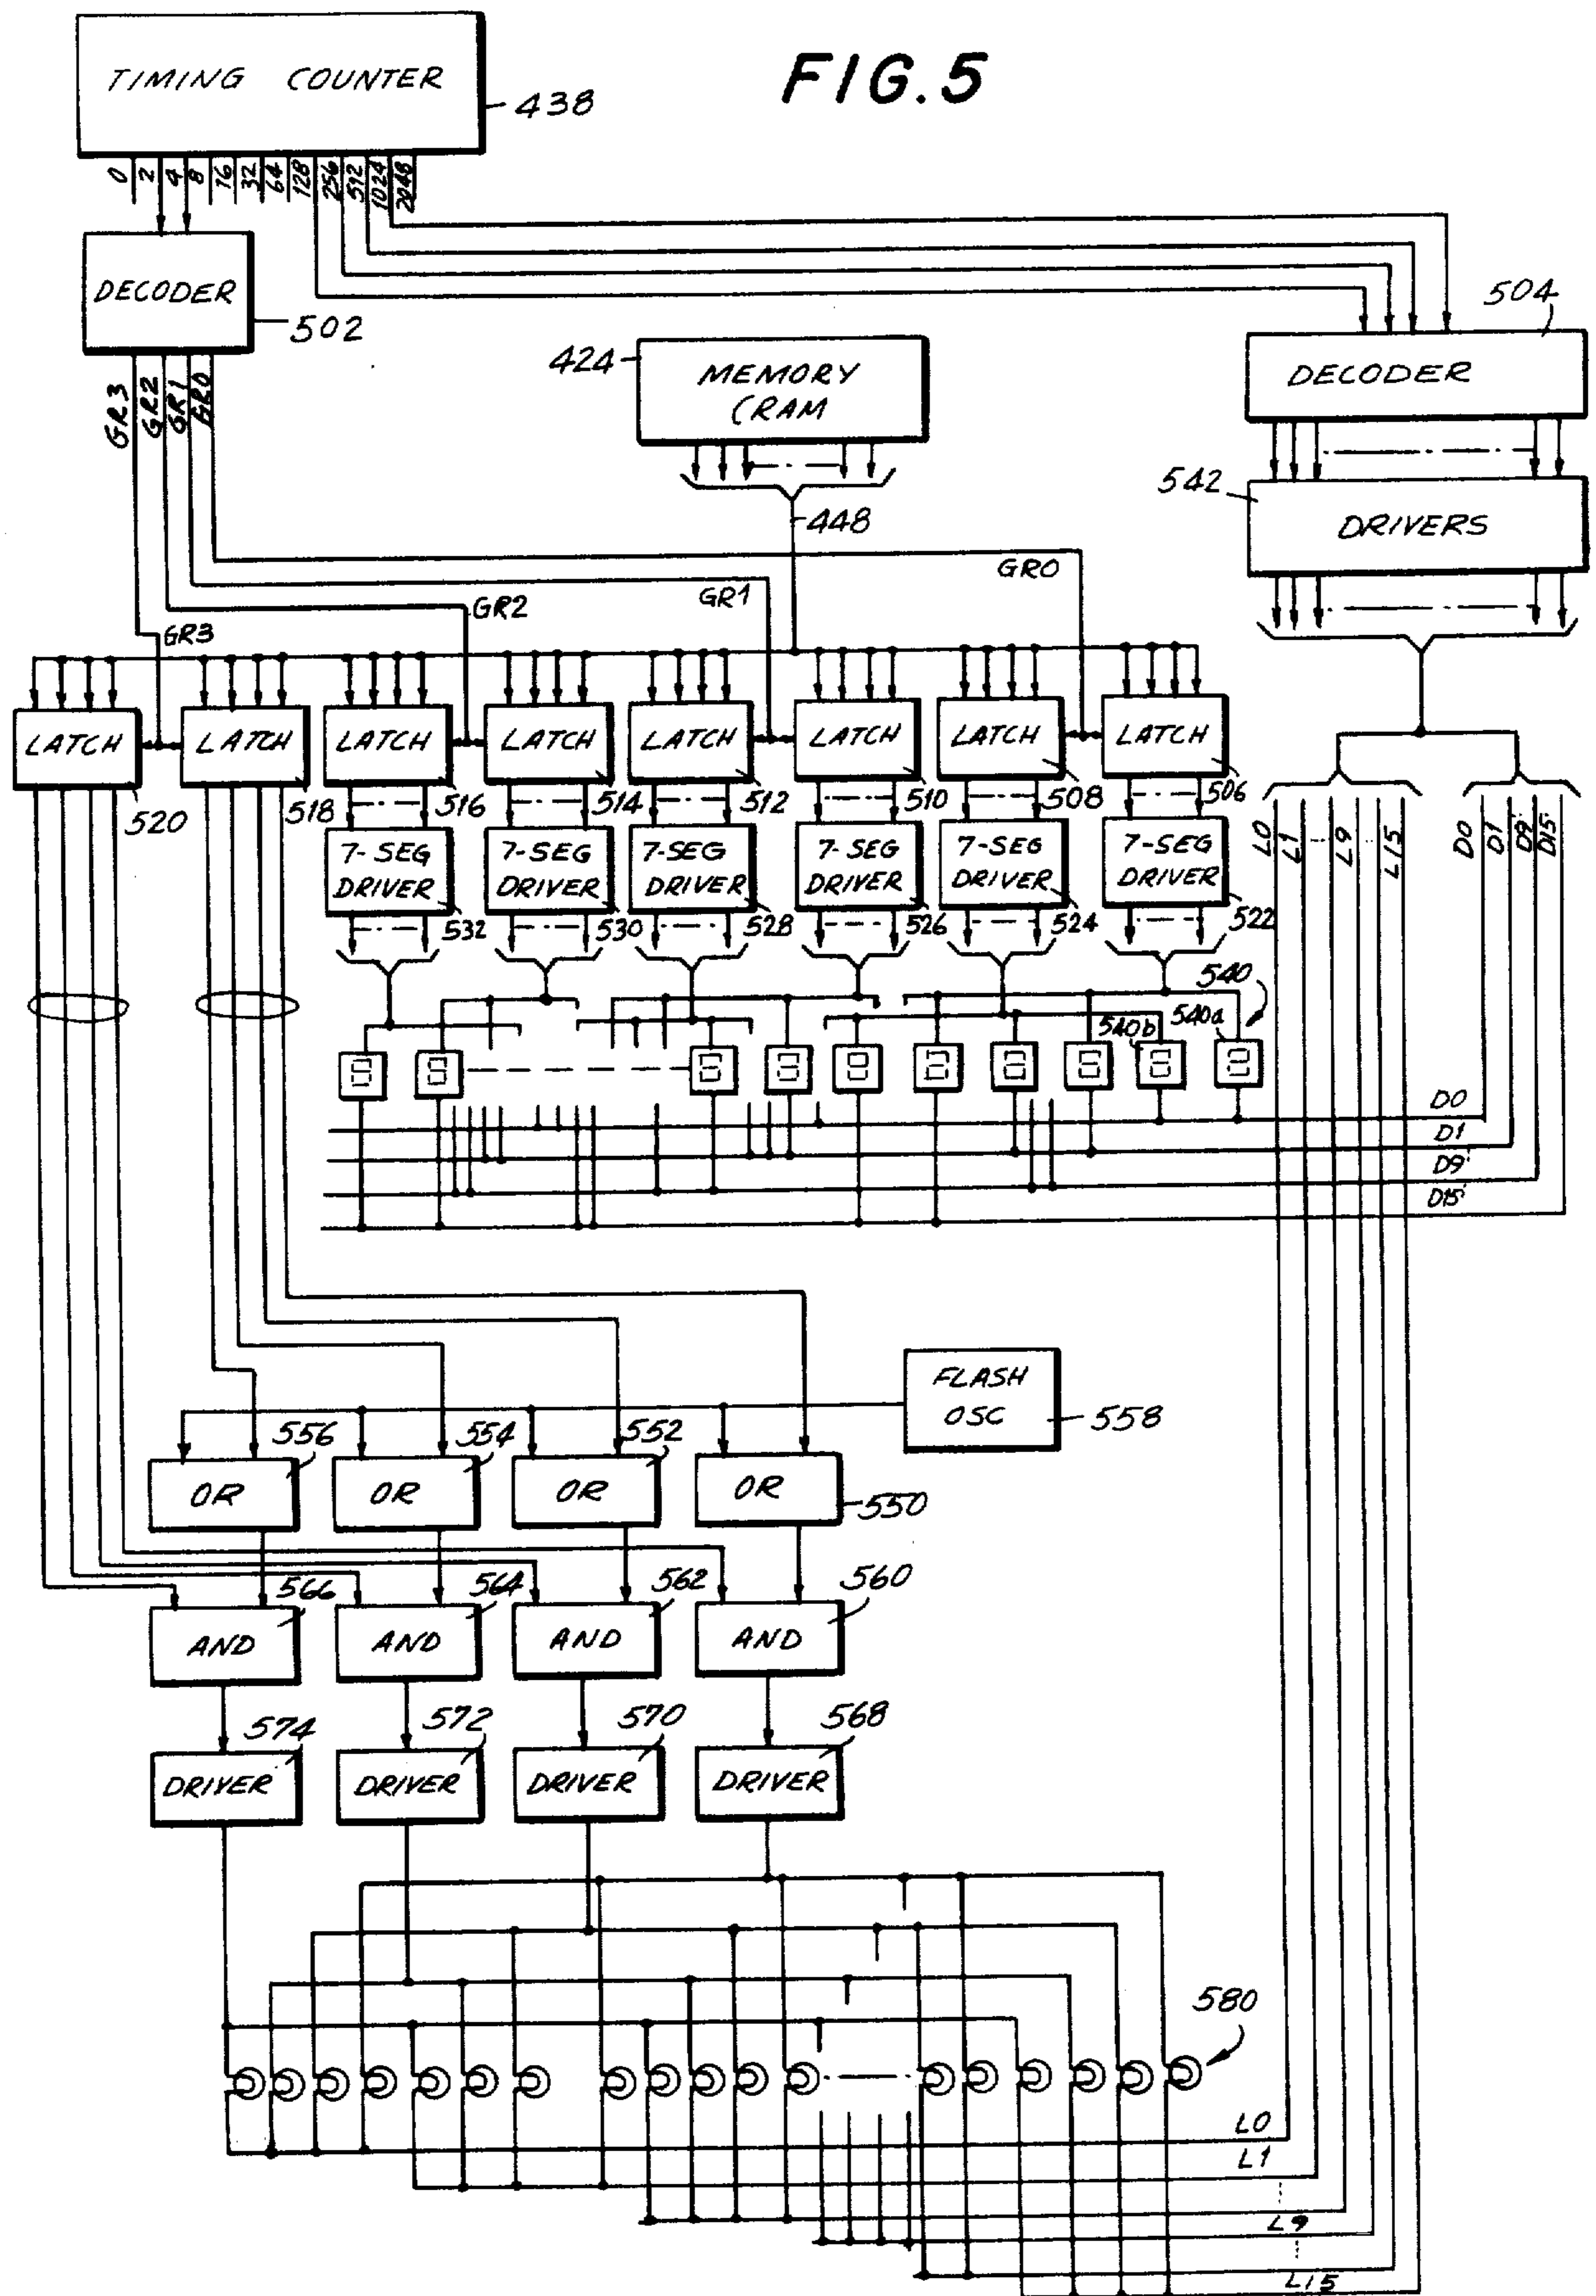 FIG. 5
TIMING COUNTER
438
0 2 4 8 16 32 64 128 256 512 1024 2048
DECODER
502
504
DECODER
424
MEMORY
CRAM
GR3 GR2 GR1 GR0
542
DRIVERS
448
GR0
GR1
GR2
GR3
LATCH LATCH LATCH LATCH LATCH LATCH LATCH LATCH
520 518 516 514 512 510 508 506
L0 L1 L9 L15 D0 D1 D9 D15
7-SEG DRIVER
7-SEG DRIVER
7-SEG DRIVER
7-SEG DRIVER
7-SEG DRIVER
7-SEG DRIVER
532 530 528 526 524 522
540
540b 540a
D0
D1
D9
D15
FLASH
OSC
558
556 554 552
OR OR OR OR
550
566 564 562 560
AND AND AND AND
574 572 570 568
DRIVER DRIVER DRIVER DRIVER
580
L0
L1
L9
L15